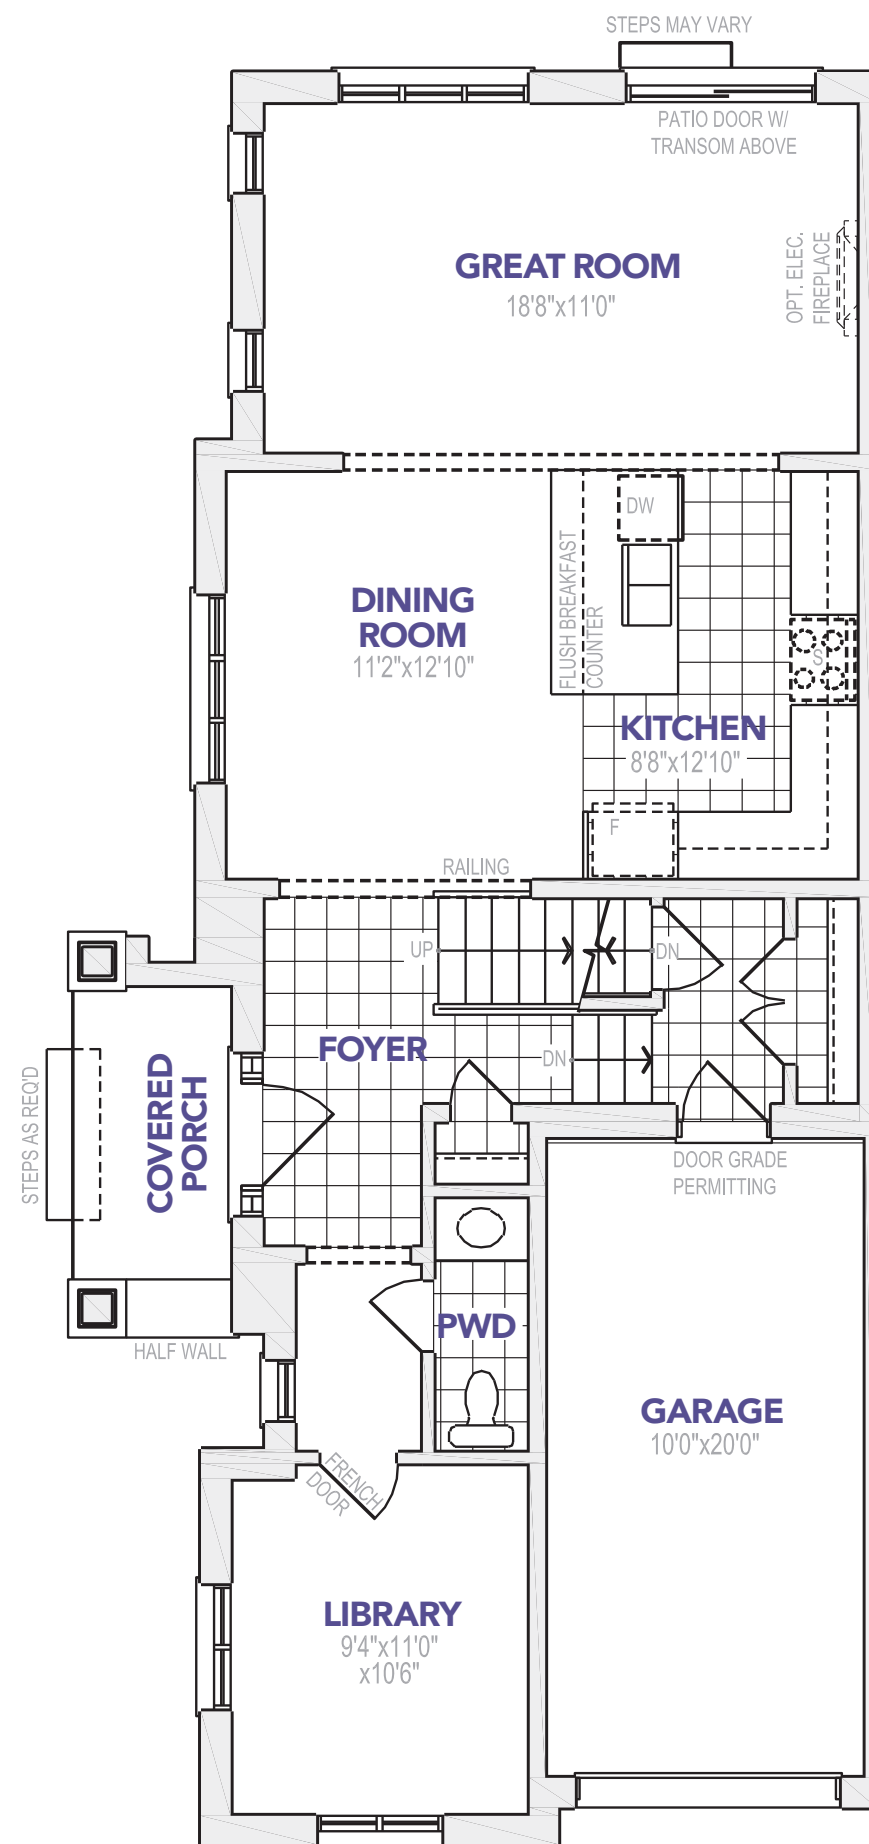 STEPS MAY VARY
PATIO DOOR W/
TRANSOM ABOVE
GREAT ROOM
18'8"x11'0"
OPT. ELEC.
FIREPLACE
DW
FLUSH BREAKFAST
COUNTER
DINING
ROOM
11'2"x12'10"
S
KITCHEN
8'8"x12'10"
F
RAILING
UP
DN
FOYER
DN
COVERED
PORCH
STEPS AS REQ'D
DOOR GRADE
PERMITTING
HALF WALL
PWD
GARAGE
10'0"x20'0"
FRENCH
DOOR
LIBRARY
9'4"x11'0"
x10'6"